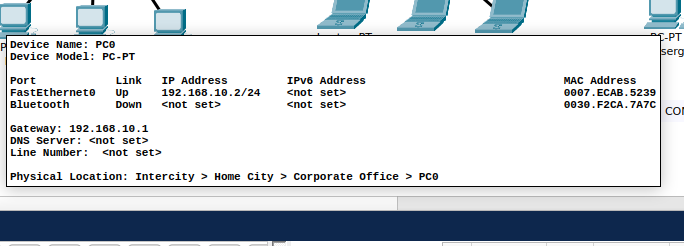 PC-PT
Device Name: PC0
Device Model: PC-PT
Port Link IP Address IPv6 Address MAC Address
FastEthernet0 Up 192.168.10.2/24 <not set> 0007.ECAB.5239
Bluetooth Down <not set> <not set> 0030.F2CA.7A7C
Gateway: 192.168.10.1
DNS Server: <not set>
Line Number: <not set>
Physical Location: Intercity > Home City > Corporate Office > PC0